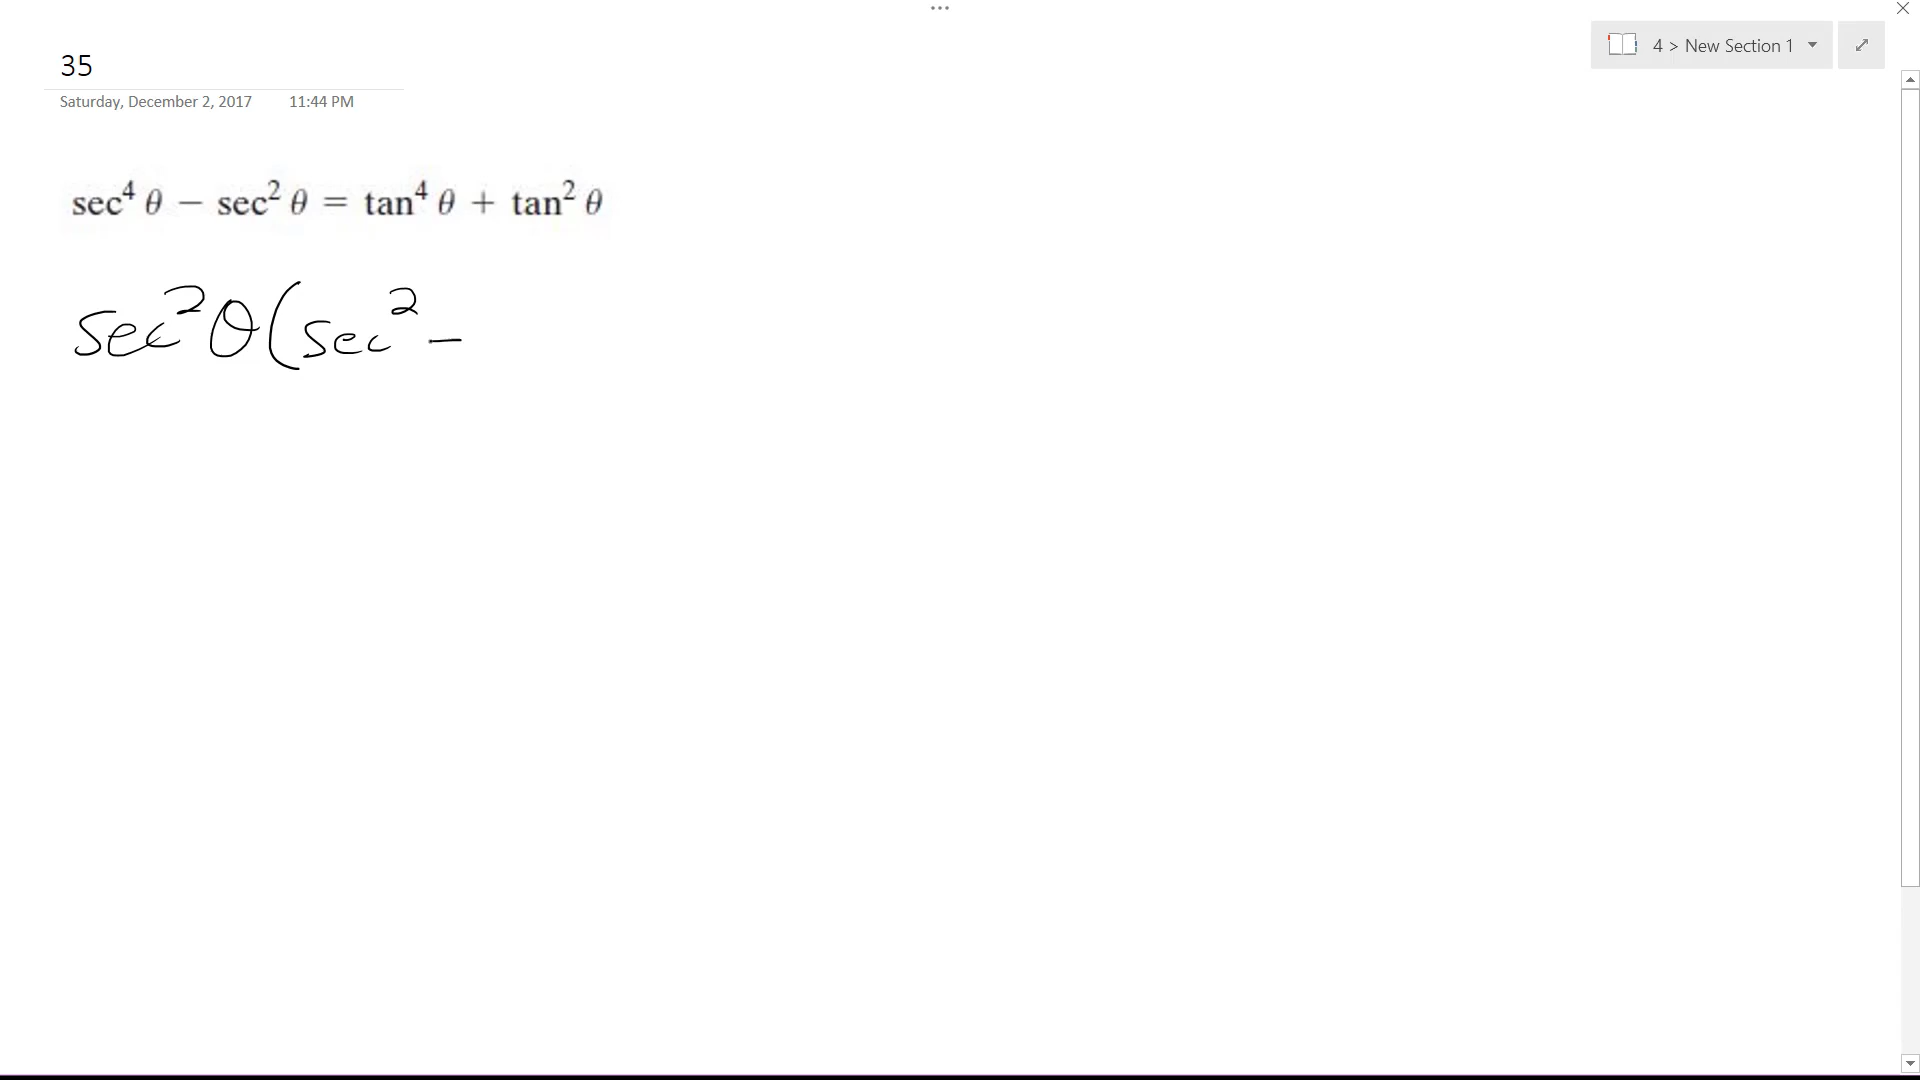 4 > New Section 1
35
Saturday, December 2, 2017 11:44 PM
sec⁴ θ − sec² θ = tan⁴ θ + tan² θ
sec² θ(sec² −